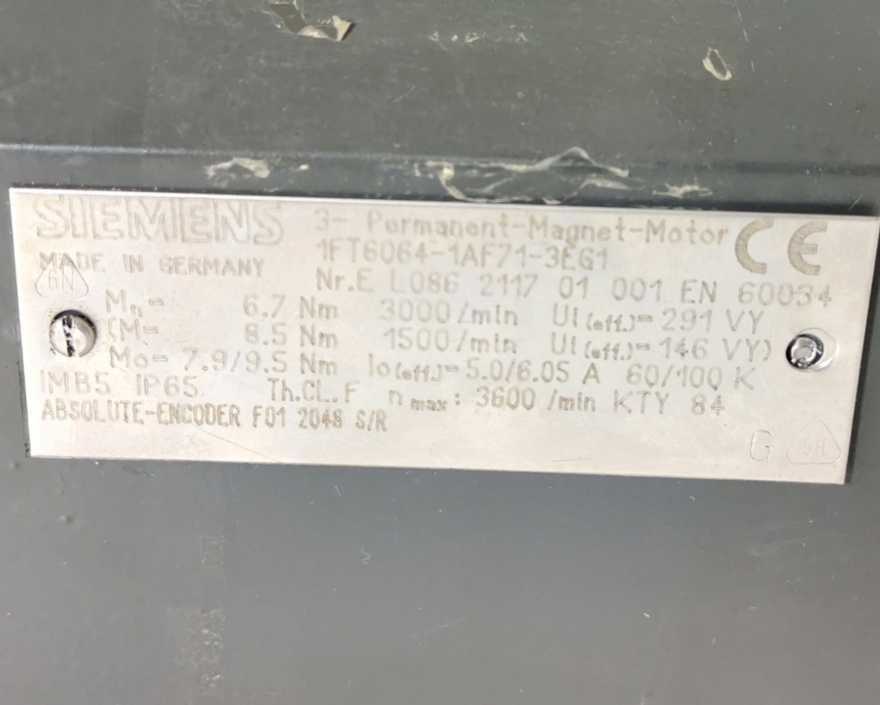 SIEMENS 3~ Permanent-Magnet-Motor CE
1FT6064-1AF71-3EG1
MADE IN GERMANY
Nr.E L086 2117 01 001 EN 60034
Mn= 6.7 Nm 3000/min Ui(eff.)=291 VY
(M= 8.5 Nm 1500/min Ui(eff.)=146 VY)
Mo= 7.9/9.5 Nm Io(eff.)=5.0/6.05 A 60/100 K
IMB5 IP65 Th.CL.F n max: 3600/min KTY 84
ABSOLUTE-ENCODER F01 2048 S/R
G